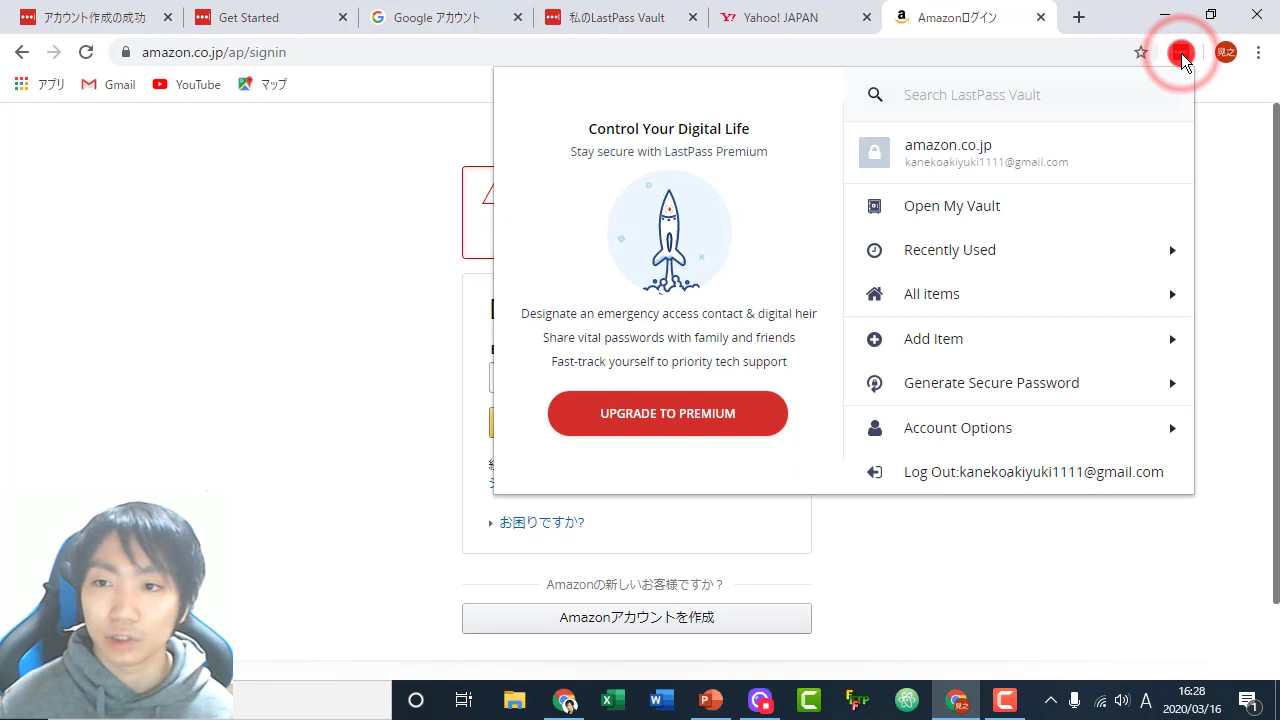 アカウント作成の成功
Get Started
Google アカウント
私のLastPass Vault
Yahoo! JAPAN
Amazonログイン
amazon.co.jp/ap/signin
晃之
アプリ
Gmail
YouTube
マップ
Control Your Digital Life
Stay secure with LastPass Premium
Designate an emergency access contact & digital heir
Share vital passwords with family and friends
Fast-track yourself to priority tech support
UPGRADE TO PREMIUM
Search LastPass Vault
amazon.co.jp
kanekoakiyuki1111@gmail.com
Open My Vault
Recently Used
All items
Add Item
Generate Secure Password
Account Options
Log Out:kanekoakiyuki1111@gmail.com
お困りですか?
Amazonの新しいお客様ですか？
Amazonアカウントを作成
A
16:28
2020/03/16
1